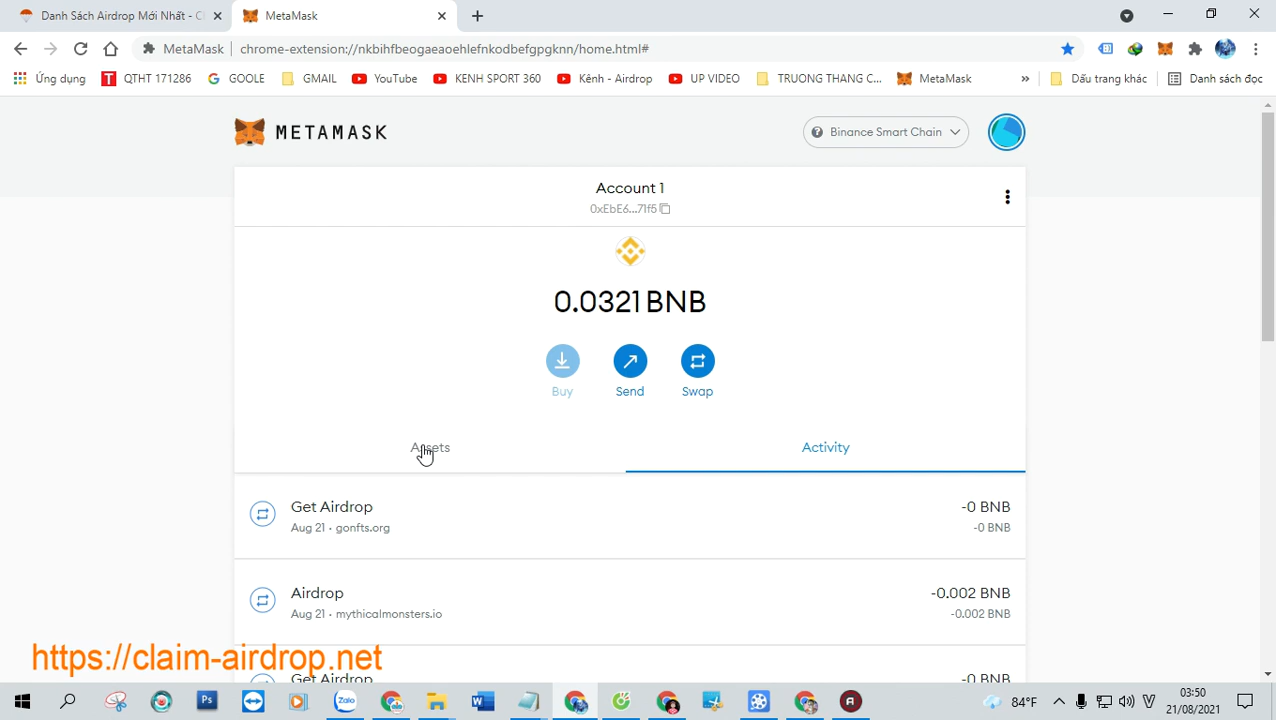 Danh Sách Airdrop Mới Nhất - C
MetaMask
MetaMask | chrome-extension://nkbihfbeogaeaoehlefnkodbefgpgknn/home.html#
Ứng dụng
T QTHT 171286
G GOOLE
GMAIL
YouTube
KENH SPORT 360
Kênh - Airdrop
UP VIDEO
TRUONG THANG C...
MetaMask
»
Dấu trang khác
Danh sách đọc
METAMASK
? Binance Smart Chain
Account 1
0xEbE6...71f5
0.0321 BNB
Buy
Send
Swap
Assets
Activity
Get Airdrop
-0 BNB
Aug 21 · gonfts.org
-0 BNB
Airdrop
-0.002 BNB
Aug 21 · mythicalmonsters.io
-0.002 BNB
Get Airdrop
-0 BNB
https://claim-airdrop.net
Ps
Zalo
84°F
V
03:50
21/08/2021